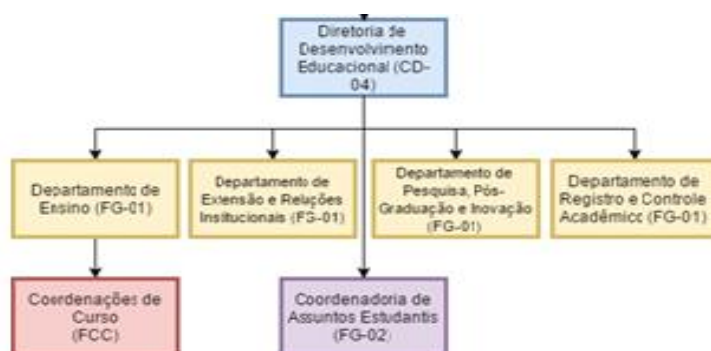 Diretoria de
Desenvolvimento
Educacional (CD-
04)
Departamento de
Ensino (FG-01)
Departamento de
Extensão e Relações
Institucionais (FG-01)
Departamento de
Pesquisa, Pós-
Graduação e Inovação
(FG-01)
Departamento de
Registro e Controle
Acadêmico (FG-01)
Coordenações de
Curso
(FCC)
Coordenadoria de
Assuntos Estudantis
(FG-02)